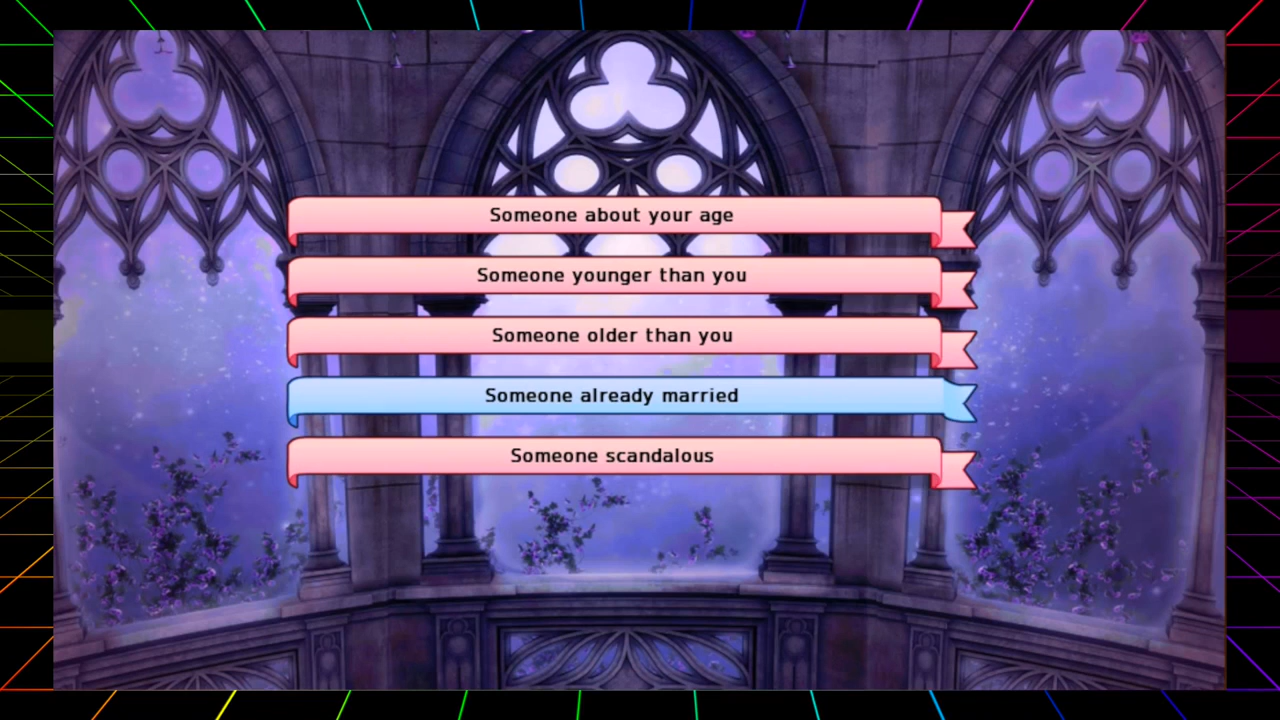 Someone about your age
Someone younger than you
Someone older than you
Someone already married
Someone scandalous